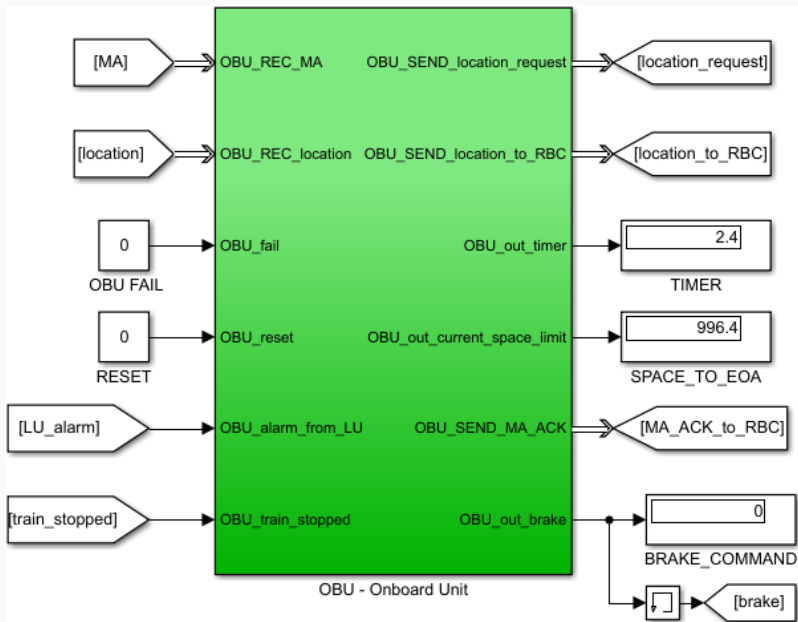 [MA]
OBU_REC_MA
OBU_SEND_location_request
[location_request]
[location]
OBU_REC_location
OBU_SEND_location_to_RBC
[location_to_RBC]
0
OBU_fail
OBU_out_timer
2.4
OBU FAIL
TIMER
0
OBU_reset
OBU_out_current_space_limit
996.4
RESET
SPACE_TO_EOA
[LU_alarm]
OBU_alarm_from_LU
OBU_SEND_MA_ACK
[MA_ACK_to_RBC]
[train_stopped]
OBU_train_stopped
OBU_out_brake
0
BRAKE_COMMAND
OBU - Onboard Unit
[brake]